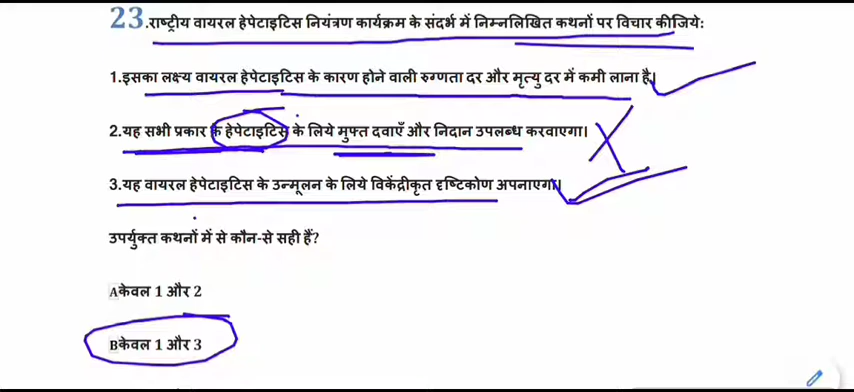 23.राष्ट्रीय वायरल हेपेटाइटिस नियंत्रण कार्यक्रम के संदर्भ में निम्नलिखित कथनों पर विचार कीजिये:
1.इसका लक्ष्य वायरल हेपेटाइटिस के कारण होने वाली रुग्णता दर और मृत्यु दर में कमी लाना है।
2.यह सभी प्रकार के हेपेटाइटिस के लिये मुफ्त दवाएँ और निदान उपलब्ध करवाएगा।
3.यह वायरल हेपेटाइटिस के उन्मूलन के लिये विकेंद्रीकृत दृष्टिकोण अपनाएगा।
उपर्युक्त कथनों में से कौन-से सही हैं?
Aकेवल 1 और 2
Bकेवल 1 और 3